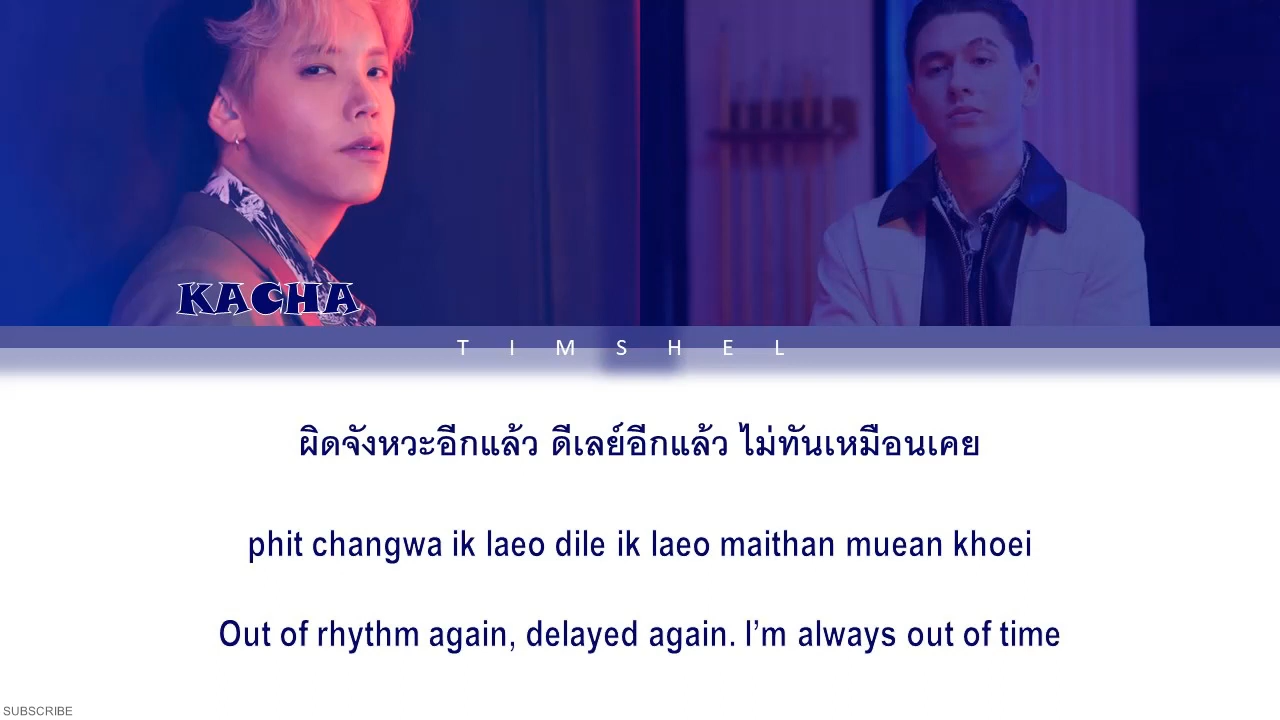 KACHA
TIMSHEL
ผิดจังหวะอีกแล้ว ดีเลย์อีกแล้ว ไม่ทันเหมือนเคย
phit changwa ik laeo dile ik laeo maithan muean khoei
Out of rhythm again, delayed again. I’m always out of time
SUBSCRIBE